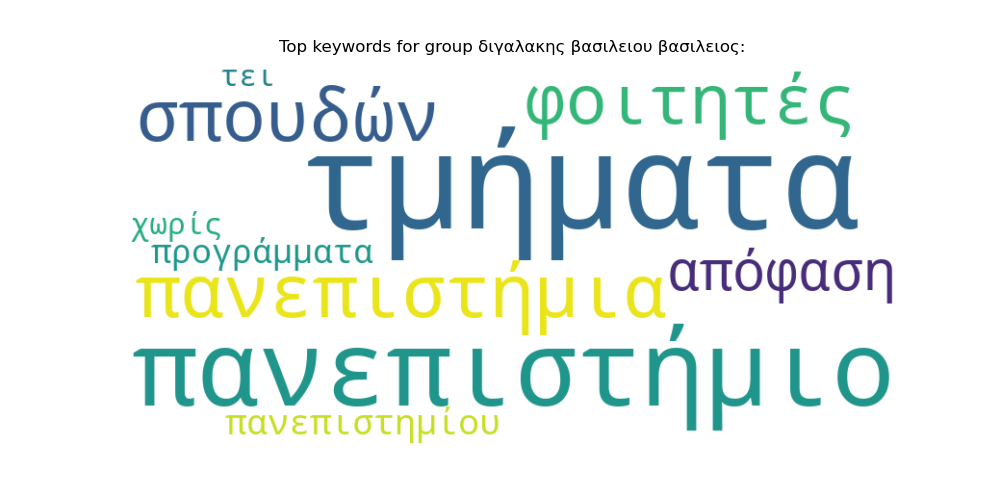 Top keywords for group διγαλακης βασιλειου βασιλειος:
τει
σπουδών
φοιτητές
τμήματα
χωρίς
προγράμματα
απόφαση
πανεπιστήμια
πανεπιστήμιο
πανεπιστημίου